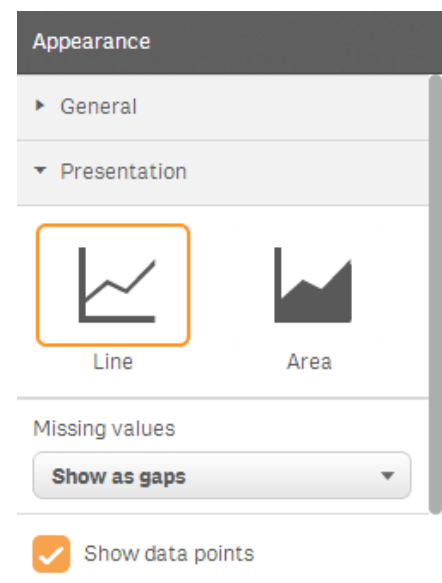 Appearance
General
Presentation
Line Area
Missing values
Show as gaps
Show data points